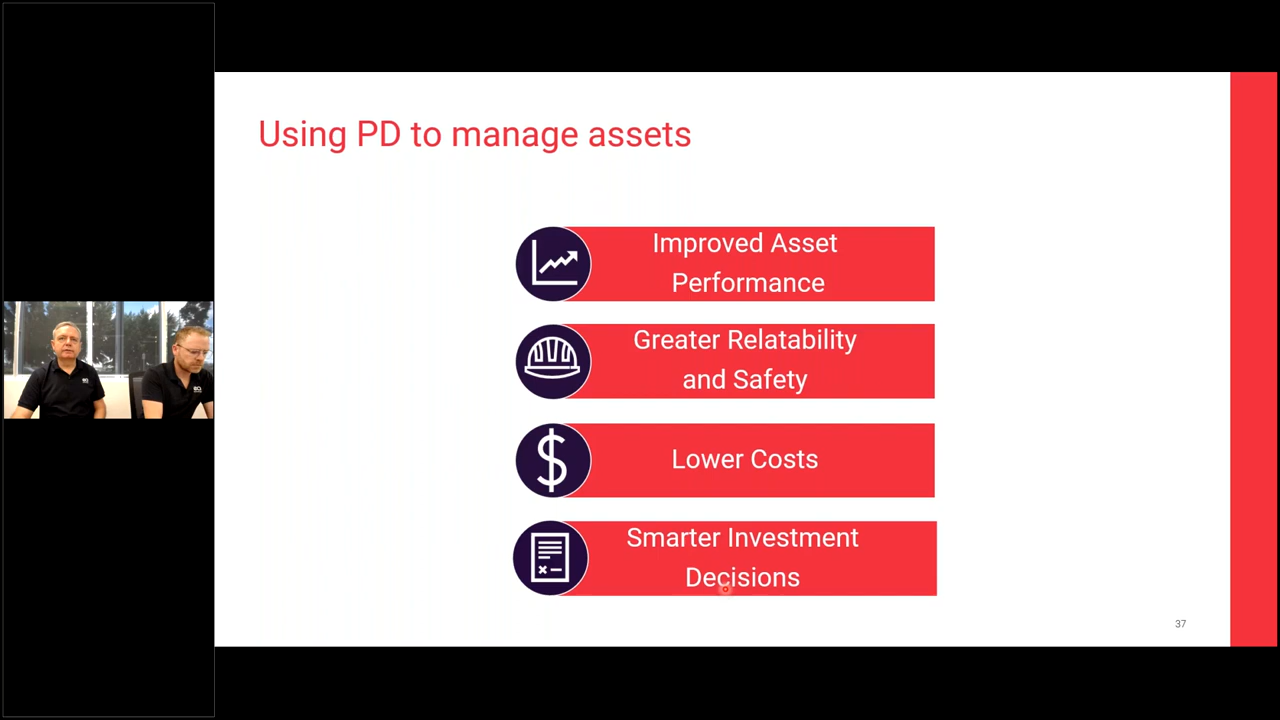 Using PD to manage assets
Improved Asset
Performance
Greater Relatability
and Safety
Lower Costs
Smarter Investment
Decisions
37